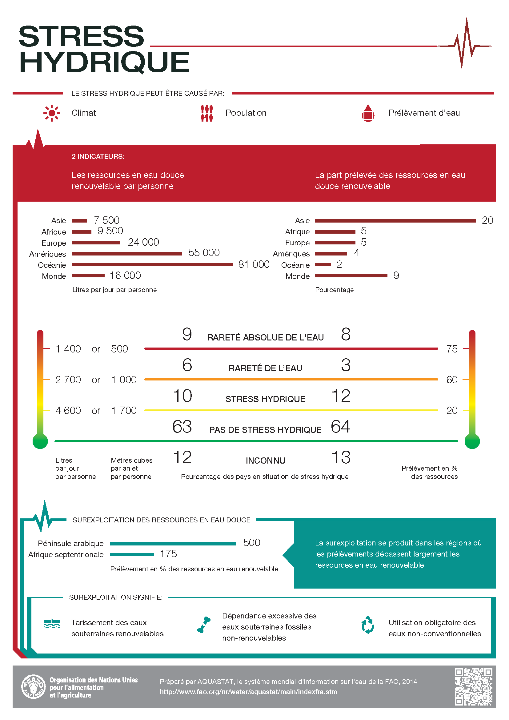 STRESS
HYDRIQUE
LE STRESS HYDRIQUE PEUT ÊTRE CAUSÉ PAR:
Climat
Population
Prélèvement d'eau
2 INDICATEURS:
Les ressources en eau douce
renouvelable par personne
La part prélevée des ressources en eau
douce renouvelable
Asie 7 500
Afrique 9 500
Europe 24 000
Amériques 55 000
Océanie 81 000
Monde 16 000
Litres par jour par personne
Asie 20
Afrique 5
Europe 5
Amériques 4
Océanie 2
Monde 9
Pourcentage
9 RARETÉ ABSOLUE DE L'EAU 8
1 400 or 500 75
6 RARETÉ DE L'EAU 3
2 700 or 1 000 60
10 STRESS HYDRIQUE 12
4 600 or 1 700 20
63 PAS DE STRESS HYDRIQUE 64
12 INCONNU 13
Litres
par jour
par personne
Mètres cubes
par an et
par personne
Pourcentage des pays en situation de stress hydrique
Prélèvement en %
des ressources
SUREXPLOITATION DES RESSOURCES EN EAU DOUCE
Péninsule arabique 500
Afrique septentrionale 175
Prélèvement en % des ressources en eau renouvelable
La surexploitation se produit dans les régions où
les prélèvements dépassent largement les
ressources en eau renouvelable
SUREXPLOITATION SIGNIFIE:
Tarissement des eaux
souterraines renouvelables
Dépendance excessive des
eaux souterraines fossiles
non-renouvelables
Utilisation obligatoire des
eaux non-conventionnelles
Organisation des Nations Unies
pour l'alimentation
et l'agriculture
Préparé par AQUASTAT, le système mondial d'information sur l'eau de la FAO, 2014
http://www.fao.org/nr/water/aquastat/main/indexfra.stm